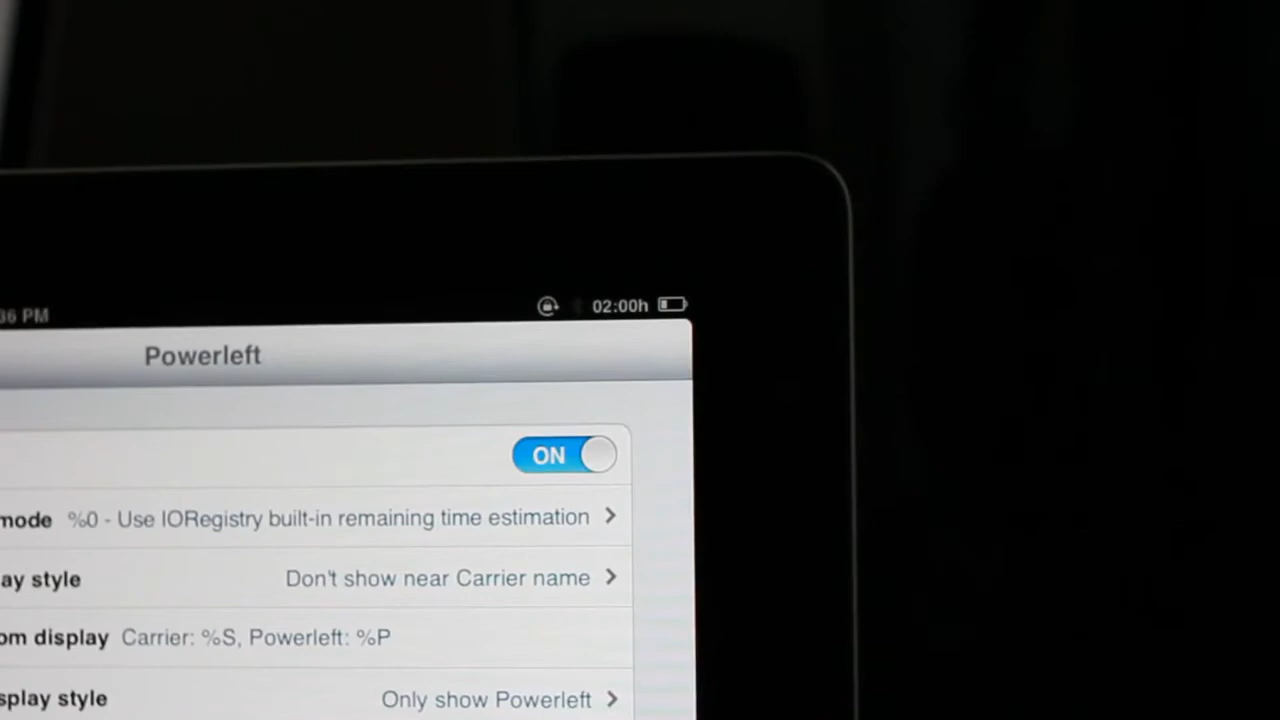 36 PM 02:00h
Powerleft
ON
mode %0 - Use IORegistry built-in remaining time estimation
ay style Don't show near Carrier name
om display Carrier: %S, Powerleft: %P
splay style Only show Powerleft